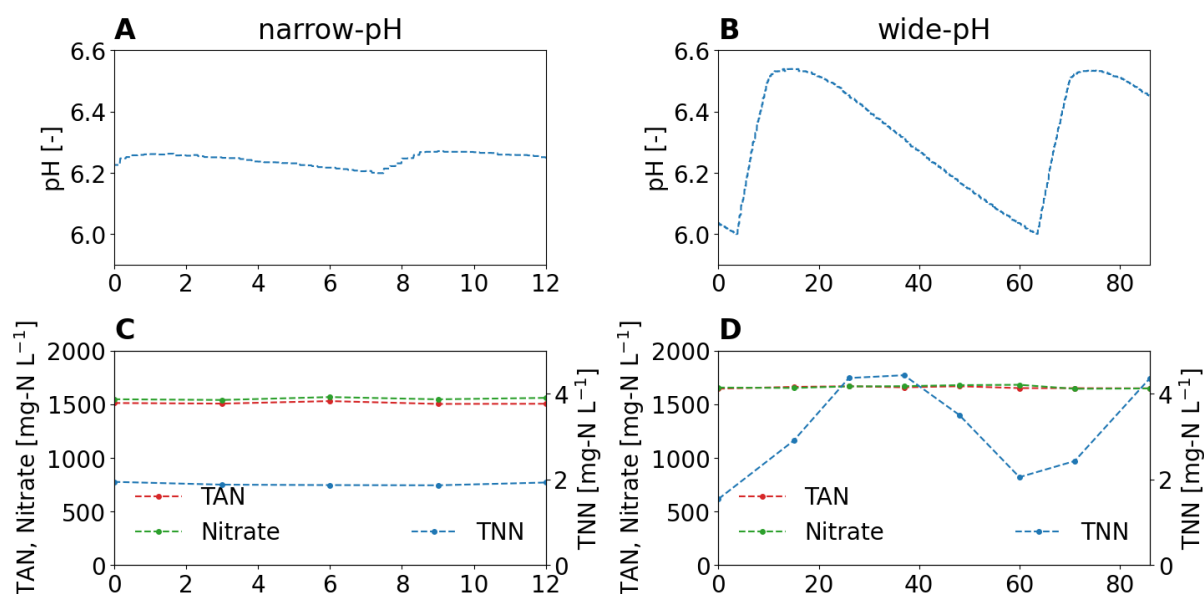 A narrow-pH
B wide-pH
pH [-]
6.6
6.4
6.2
6.0
0 2 4 6 8 10 12
pH [-]
6.6
6.4
6.2
6.0
0 20 40 60 80
C
TAN, Nitrate [mg-N L⁻¹]
2000
1500
1000
500
0
TAN
Nitrate
TNN
4
2
0
TNN [mg-N L⁻¹]
0 2 4 6 8 10 12
D
TAN, Nitrate [mg-N L⁻¹]
2000
1500
1000
500
0
TAN
Nitrate
TNN
4
2
0
TNN [mg-N L⁻¹]
0 20 40 60 80